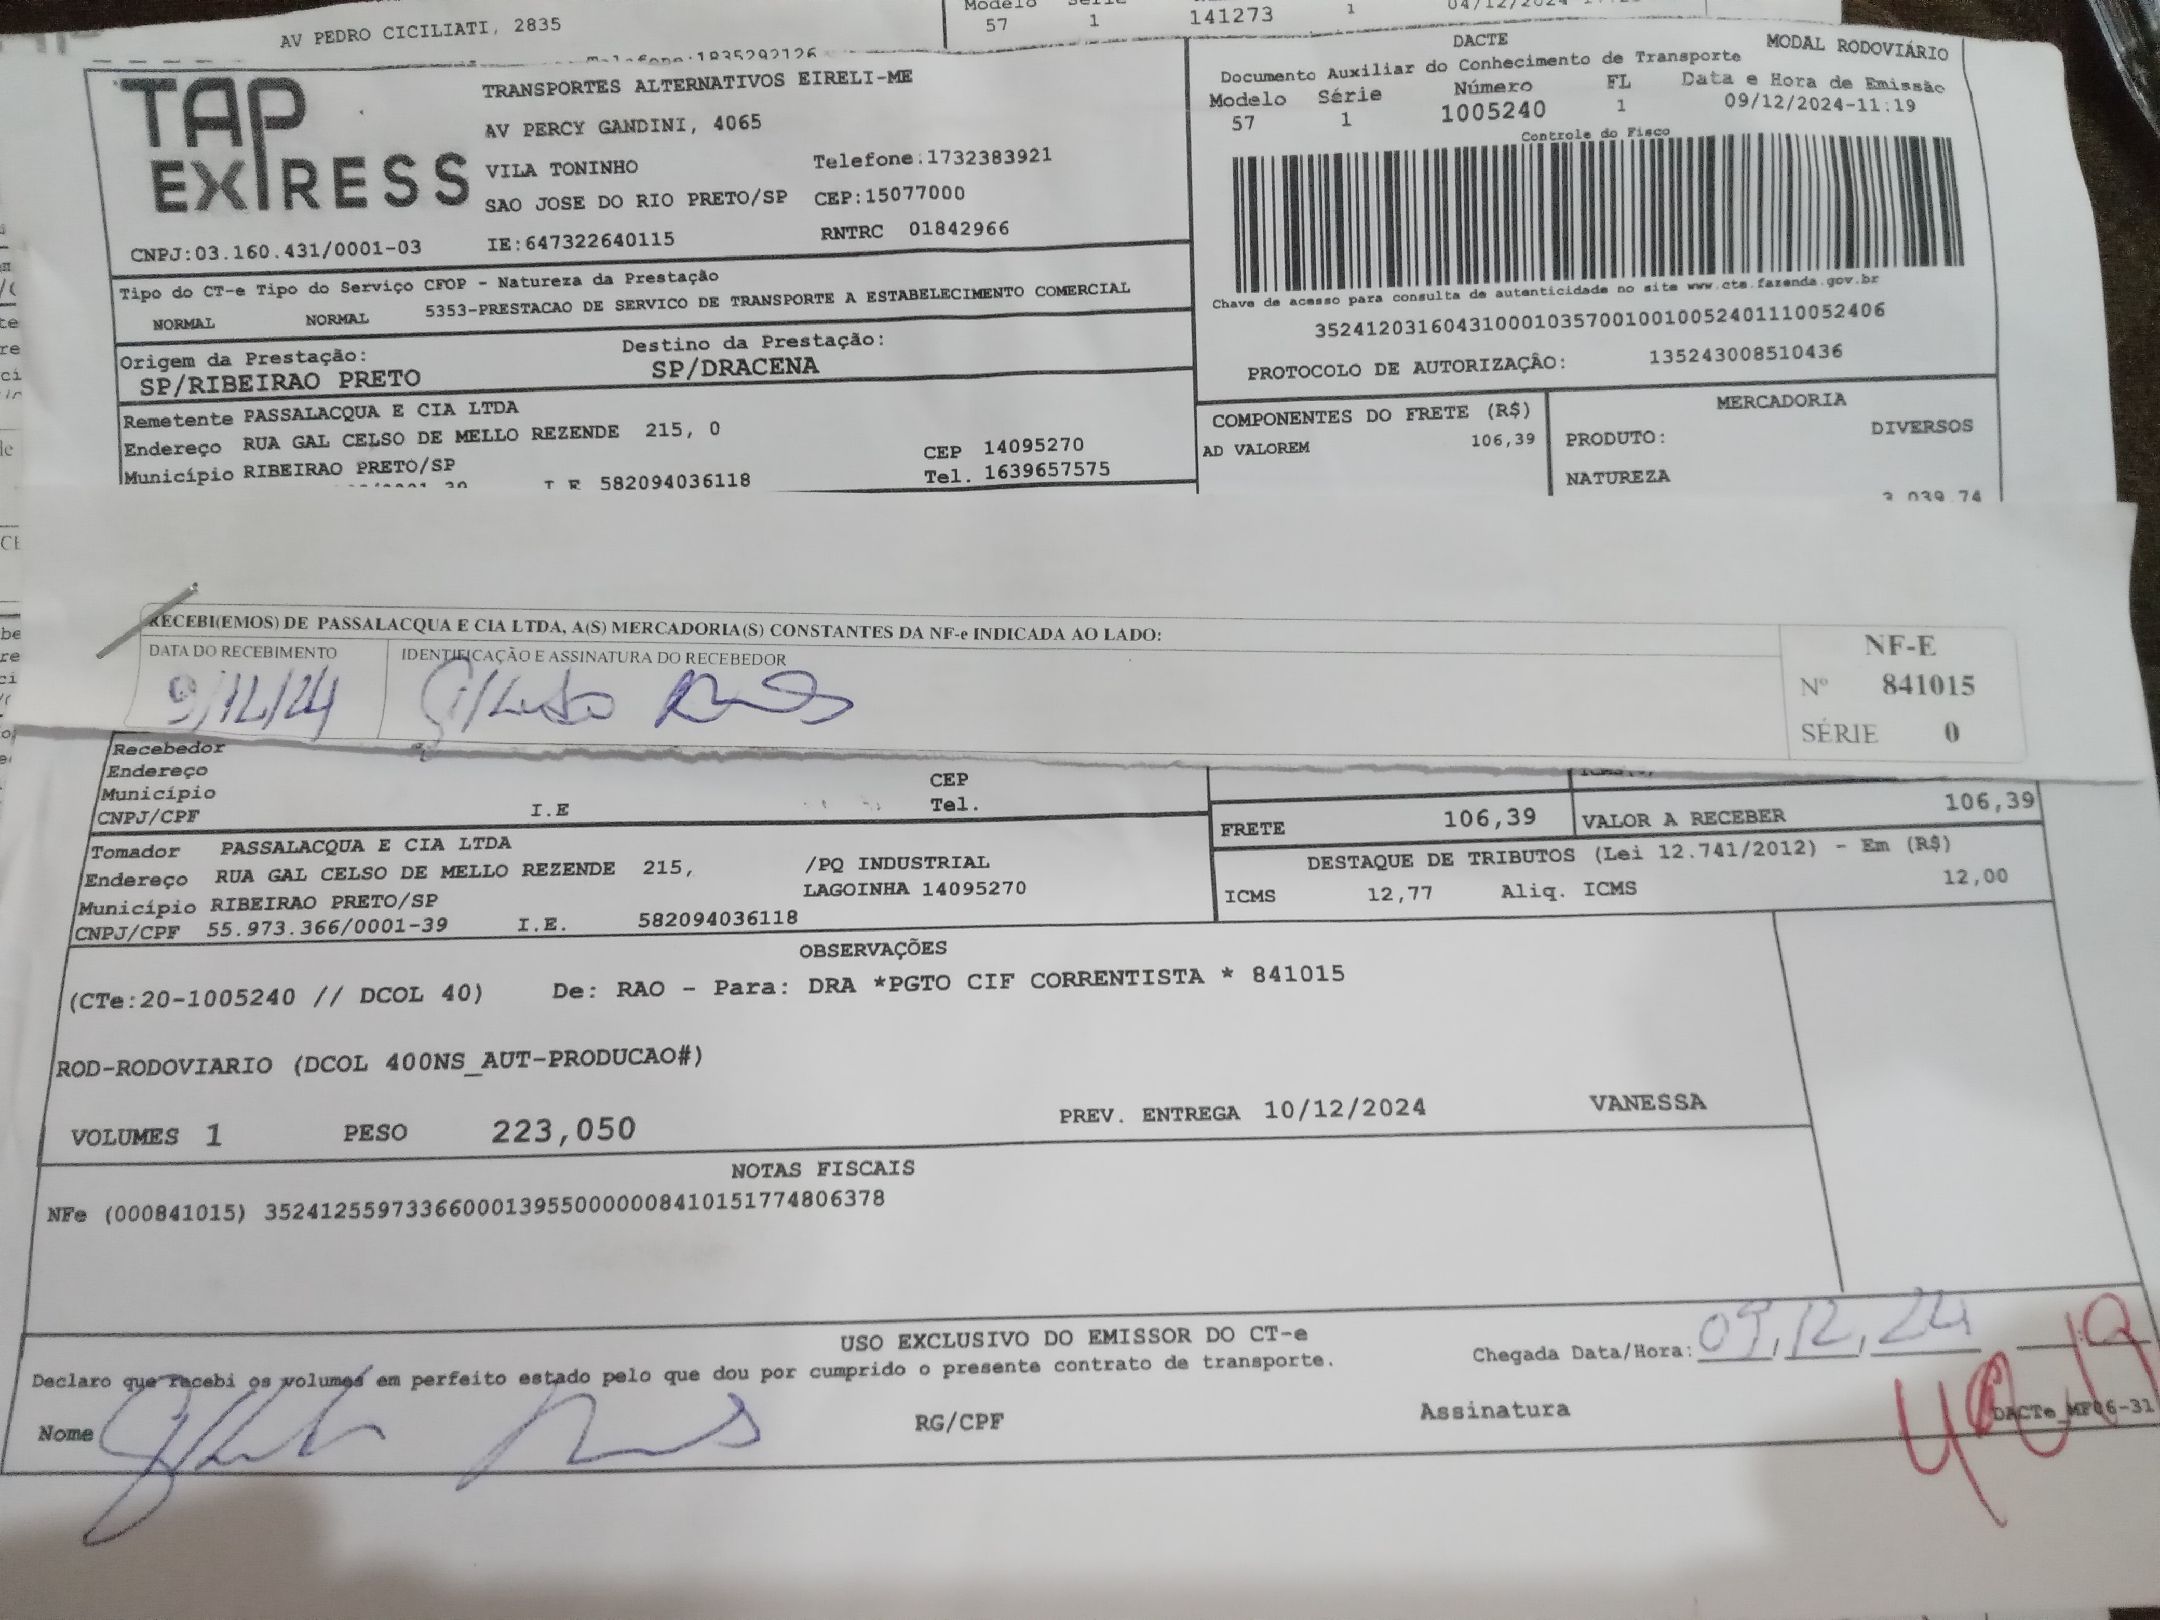 AV PEDRO CICILIATI, 2835
Modelo
57 1 141273 1
TAP EXPRESS
TRANSPORTES ALTERNATIVOS EIRELI-ME
AV PERCY GANDINI, 4065
VILA TONINHO Telefone:1732383921
SAO JOSE DO RIO PRETO/SP CEP:15077000
CNPJ:03.160.431/0001-03 IE:647322640115 RNTRC 01842966
DACTE MODAL RODOVIÁRIO
Documento Auxiliar do Conhecimento de Transporte
Modelo Série Número FL Data e Hora de Emissão
57 1 1005240 1 09/12/2024-11:19
Controle do Fisco
Chave de acesso para consulta de autenticidade no site www.cte.fazenda.gov.br
35241203160431000103570010010052401110052406
PROTOCOLO DE AUTORIZAÇÃO: 135243008510436
Tipo do CT-e Tipo do Serviço CFOP - Natureza da Prestação
NORMAL NORMAL 5353-PRESTACAO DE SERVICO DE TRANSPORTE A ESTABELECIMENTO COMERCIAL
Origem da Prestação: Destino da Prestação:
SP/RIBEIRAO PRETO SP/DRACENA
Remetente PASSALACQUA E CIA LTDA
Endereço RUA GAL CELSO DE MELLO REZENDE 215, 0 CEP 14095270
Município RIBEIRAO PRETO/SP Tel. 1639657575
I.E 582094036118
COMPONENTES DO FRETE (R$)
AD VALOREM 106,39
MERCADORIA
PRODUTO: DIVERSOS
NATUREZA
3.039,74
RECEBI(EMOS) DE PASSALACQUA E CIA LTDA, A(S) MERCADORIA(S) CONSTANTES DA NF-e INDICADA AO LADO:
DATA DO RECEBIMENTO IDENTIFICAÇÃO E ASSINATURA DO RECEBEDOR
9/12/24
NF-E
Nº 841015
SÉRIE 0
Recebedor
Endereço CEP
Município Tel.
CNPJ/CPF I.E
FRETE 106,39 VALOR A RECEBER 106,39
Tomador PASSALACQUA E CIA LTDA
Endereço RUA GAL CELSO DE MELLO REZENDE 215, /PQ INDUSTRIAL
Município RIBEIRAO PRETO/SP LAGOINHA 14095270
CNPJ/CPF 55.973.366/0001-39 I.E. 582094036118
DESTAQUE DE TRIBUTOS (Lei 12.741/2012) - Em (R$)
ICMS 12,77 Aliq. ICMS 12,00
OBSERVAÇÕES
(CTe:20-1005240 // DCOL 40) De: RAO - Para: DRA *PGTO CIF CORRENTISTA * 841015
ROD-RODOVIARIO (DCOL 400NS_AUT-PRODUCAO#)
VOLUMES 1 PESO 223,050 PREV. ENTREGA 10/12/2024 VANESSA
NOTAS FISCAIS
NFe (000841015) 35241255973366000139550000008410151774806378
USO EXCLUSIVO DO EMISSOR DO CT-e
Declaro que recebi os volumes em perfeito estado pelo que dou por cumprido o presente contrato de transporte.
Chegada Data/Hora: 09,12,24
Nome RG/CPF Assinatura DACTe_MF06-31